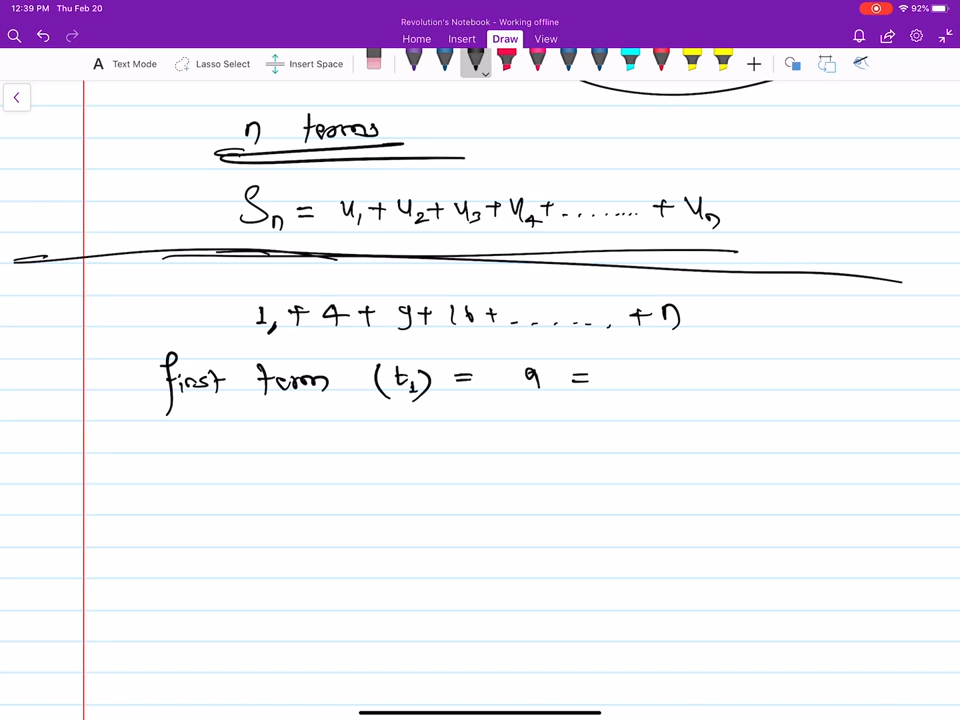 12:39 PM Thu Feb 20
92%
Revolution's Notebook - Working offline
Home Insert Draw View
A Text Mode Lasso Select Insert Space
n terms
Sn = u1 + u2 + u3 + u4 + ........ + un
1, + 4 + 9 + 16 + ....... + n
first term (t1) = a =